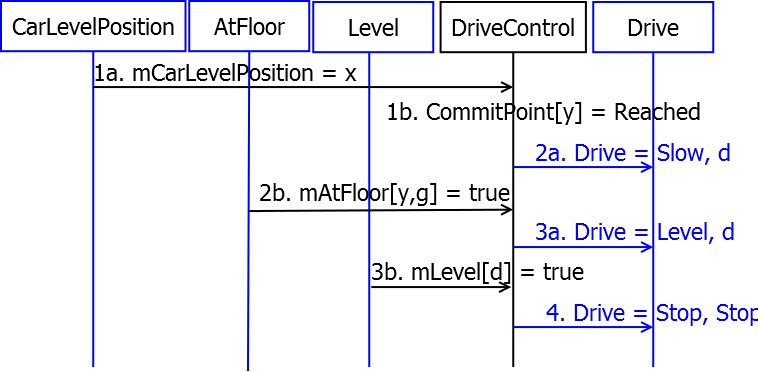 CarLevelPosition AtFloor Level DriveControl Drive
1a. mCarLevelPosition = x
1b. CommitPoint[y] = Reached
2a. Drive = Slow, d
2b. mAtFloor[y,g] = true
3a. Drive = Level, d
3b. mLevel[d] = true
4. Drive = Stop, Stop